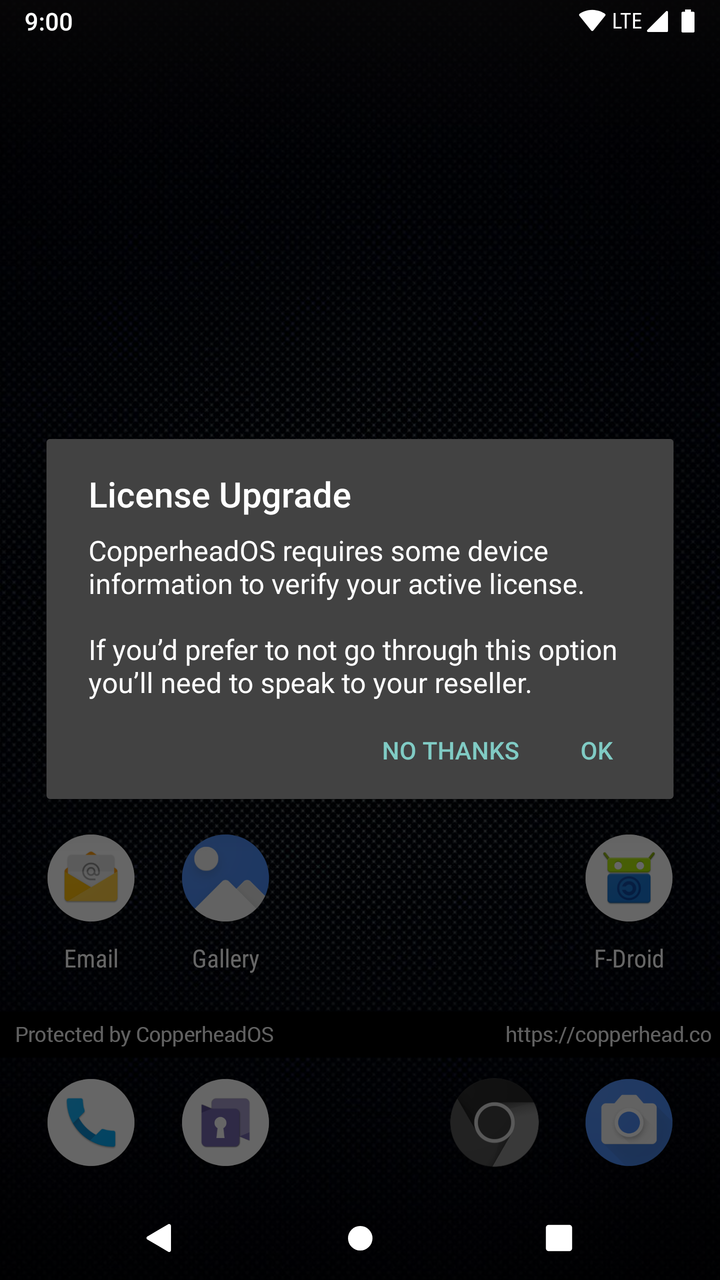 9:00
LTE
License Upgrade
CopperheadOS requires some device
information to verify your active license.
If you’d prefer to not go through this option
you’ll need to speak to your reseller.
NO THANKS OK
@
Email Gallery F-Droid
Protected by CopperheadOS https://copperhead.co